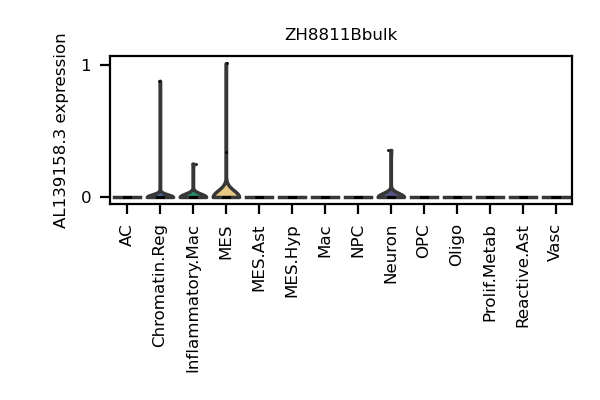 ZH8811Bbulk
AL139158.3 expression
1
0
AC
Chromatin.Reg
Inflammatory.Mac
MES
MES.Ast
MES.Hyp
Mac
NPC
Neuron
OPC
Oligo
Prolif.Metab
Reactive.Ast
Vasc